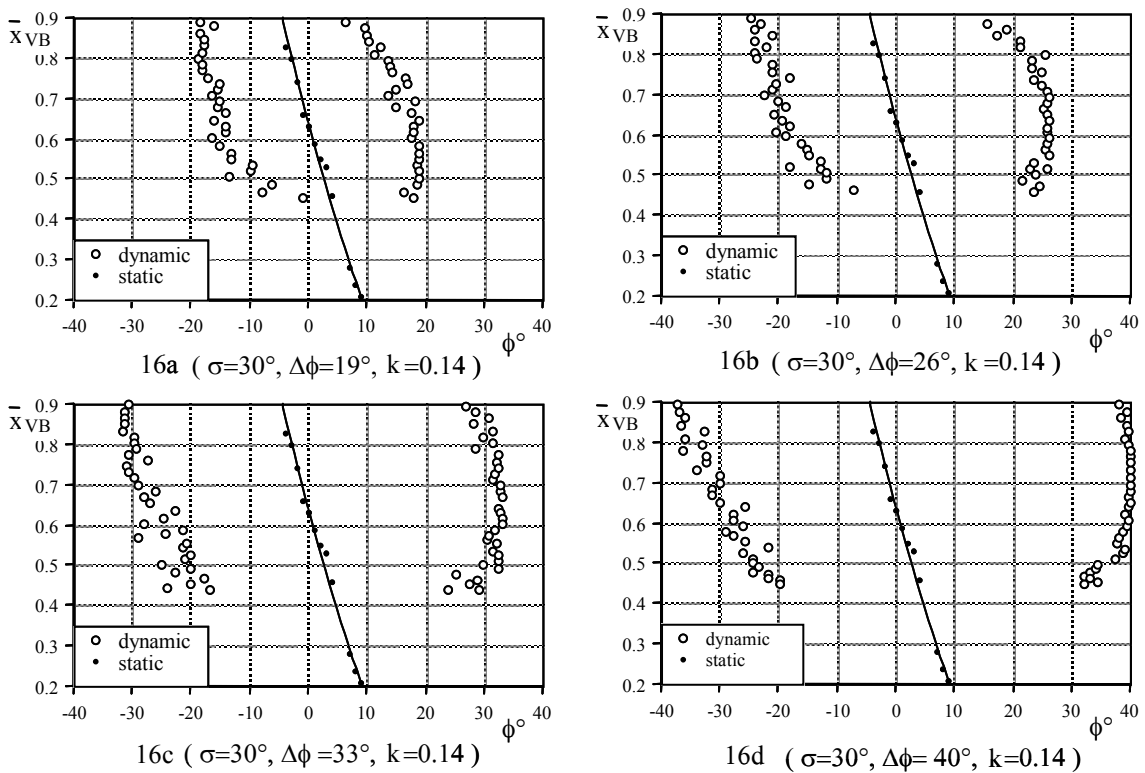 x̄VB
0.9
0.8
0.7
0.6
0.5
0.4
0.3
0.2
dynamic
static
-40 -30 -20 -10 0 10 20 30 40
ϕ°
16a ( σ=30°, Δϕ=19°, k=0.14 )
x̄VB
0.9
0.8
0.7
0.6
0.5
0.4
0.3
0.2
dynamic
static
-40 -30 -20 -10 0 10 20 30 40
ϕ°
16b ( σ=30°, Δϕ=26°, k=0.14 )
x̄VB
0.9
0.8
0.7
0.6
0.5
0.4
0.3
0.2
dynamic
static
-40 -30 -20 -10 0 10 20 30 40
ϕ°
16c ( σ=30°, Δϕ =33°, k=0.14 )
x̄VB
0.9
0.8
0.7
0.6
0.5
0.4
0.3
0.2
dynamic
static
-40 -30 -20 -10 0 10 20 30 40
ϕ°
16d ( σ=30°, Δϕ= 40°, k=0.14 )